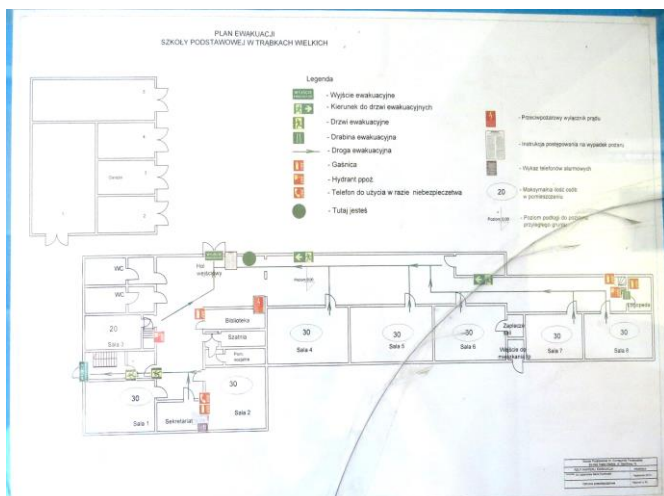 PLAN EWAKUACJI
SZKOŁY PODSTAWOWEJ W TRĄBKACH WIELKICH
Legenda
- Wyjście ewakuacyjne
- Kierunek do drzwi ewakuacyjnych
- Drzwi ewakuacyjne
- Drabina ewakuacyjna
- Droga ewakuacyjna
- Gaśnica
- Hydrant ppoż.
- Telefon do użycia w razie niebezpieczeństwa
- Tutaj jesteś
- Przeciwpożarowy wyłącznik prądu
- Instrukcja postępowania na wypadek pożaru
- Wykaz telefonów alarmowych
20
- Maksymalna ilość osób
w pomieszczeniu
- Poziom podłogi do poziomu
przyległego gruntu
WC
WC
Hol
wejściowy
20
Sala 3
Biblioteka
Szatnia
30
Sala 4
30
Sala 5
30
Sala 6
Zaplecze
Wejście do
mieszkania
30
Sala 7
30
Sala 8
30
Sala 1
Sekretariat
30
Sala 2